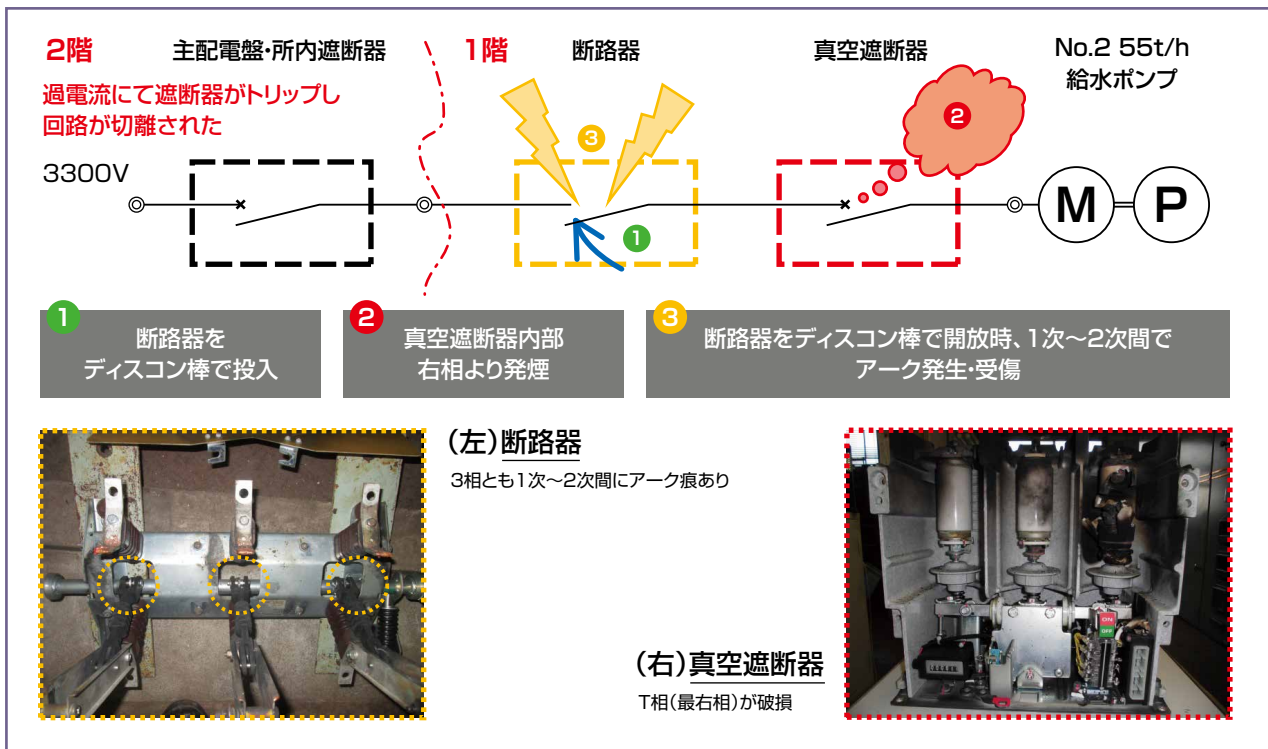 2階
主配電盤・所内遮断器
1階
断路器
真空遮断器
No.2 55t/h
給水ポンプ
過電流にて遮断器がトリップし
回路が切離された
3300V
3
2
1
M
P
1
断路器を
ディスコン棒で投入
2
真空遮断器内部
右相より発煙
3
断路器をディスコン棒で開放時、1次〜2次間で
アーク発生・受傷
(左)断路器
3相とも1次〜2次間にアーク痕あり
ON
OFF
(右)真空遮断器
T相(最右相)が破損